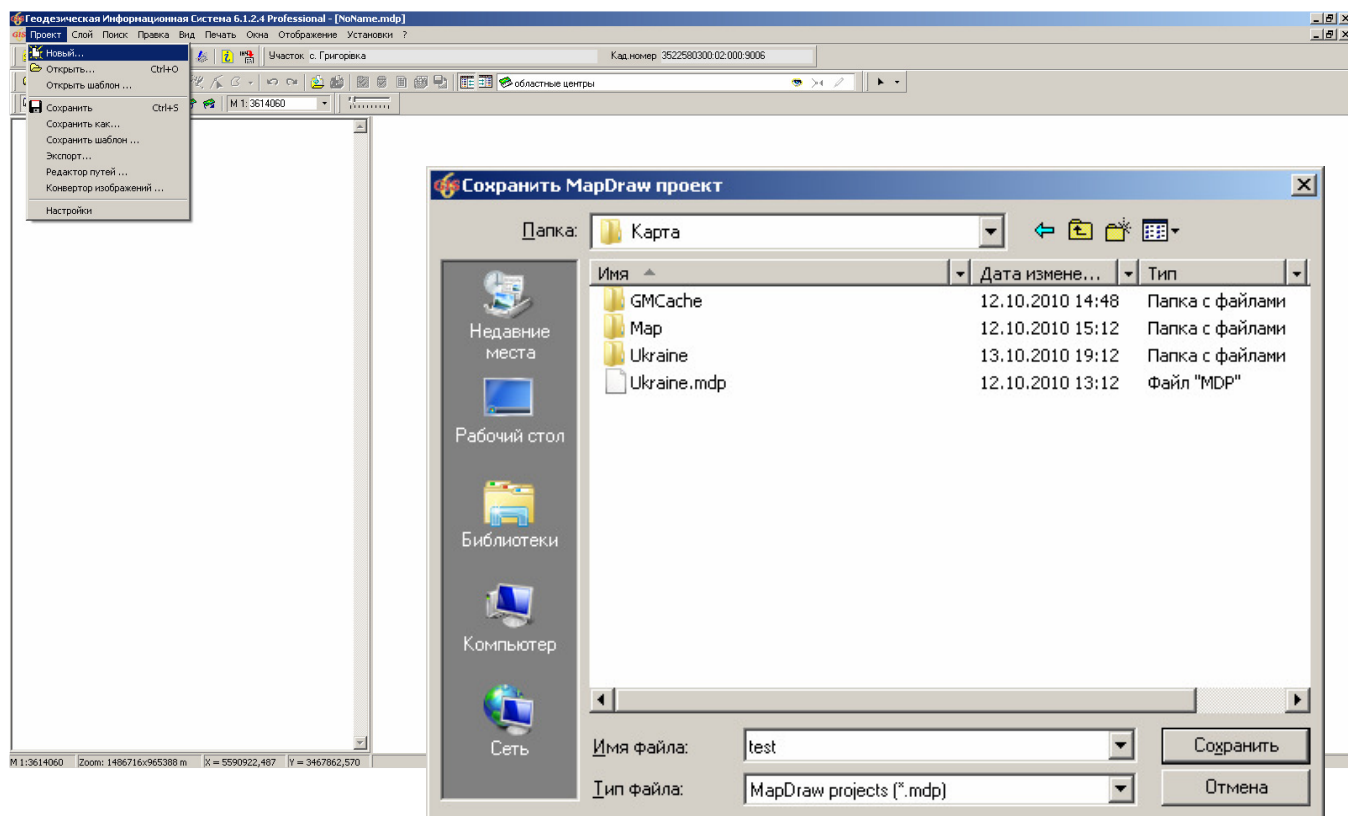 Геодезическая Информационная Система 6.1.2.4 Professional - [NoName.mdp]
GIS Проект Слой Поиск Правка Вид Печать Окна Отображение Установки ?
Новый...
Участок с. Григорівка
Кад.номер 3522580300:02:000:9006
Открыть... Ctrl+O
Открыть шаблон ...
областные центры
Сохранить Ctrl+S
M 1: 3614060
Сохранить как...
Сохранить шаблон ...
Экспорт...
Редактор путей ...
Конвертор изображений ...
Настройки
Сохранить MapDraw проект
Папка: Карта
Имя Дата измене... Тип
GMCache 12.10.2010 14:48 Папка с файлами
Map 12.10.2010 15:12 Папка с файлами
Ukraine 13.10.2010 19:12 Папка с файлами
Ukraine.mdp 12.10.2010 13:12 Файл "MDP"
Недавние
места
Рабочий стол
Библиотеки
Компьютер
Сеть
Имя файла: test Сохранить
Тип файла: MapDraw projects (*.mdp) Отмена
M 1:3614060 Zoom: 1486716x965388 m X = 5590922,487 Y = 3467862,570